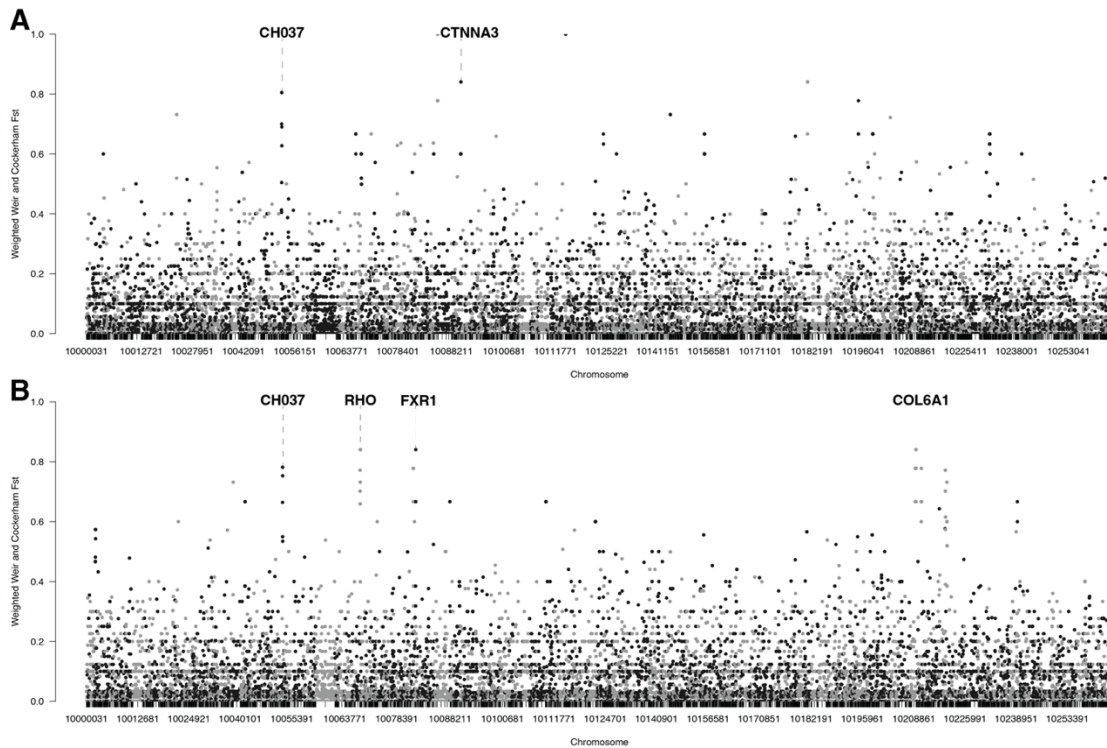 A
CH037 CTNNA3
1.0
0.8
0.6
0.4
0.2
0.0
Weighted Weir and Cockerham Fst
10000031 10012721 10027951 10042091 10056151 10063771 10078401 10088211 10100681 10111771 10125221 10141151 10156581 10171101 10182191 10196041 10208861 10225411 10238001 10253041
Chromosome
B
CH037 RHO FXR1 COL6A1
1.0
0.8
0.6
0.4
0.2
0.0
Weighted Weir and Cockerham Fst
10000031 10012681 10024921 10040101 10055391 10063771 10078391 10088211 10100681 10111771 10124701 10140901 10156581 10170851 10182191 10195961 10208861 10225991 10238951 10253391
Chromosome